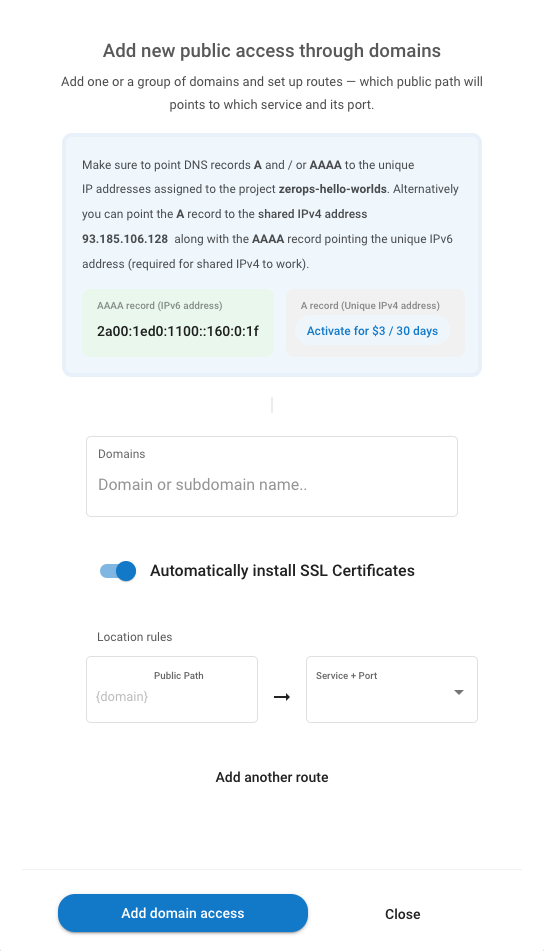 Add new public access through domains
Add one or a group of domains and set up routes — which public path will
points to which service and its port.
Make sure to point DNS records A and / or AAAA to the unique
IP addresses assigned to the project zerops-hello-worlds. Alternatively
you can point the A record to the shared IPv4 address
93.185.106.128 along with the AAAA record pointing the unique IPv6
address (required for shared IPv4 to work).
AAAA record (IPv6 address)
2a00:1ed0:1100::160:0:1f
A record (Unique IPv4 address)
Activate for $3 / 30 days
Domains
Domain or subdomain name..
Automatically install SSL Certificates
Location rules
Public Path
{domain}
→
Service + Port
Add another route
Add domain access
Close